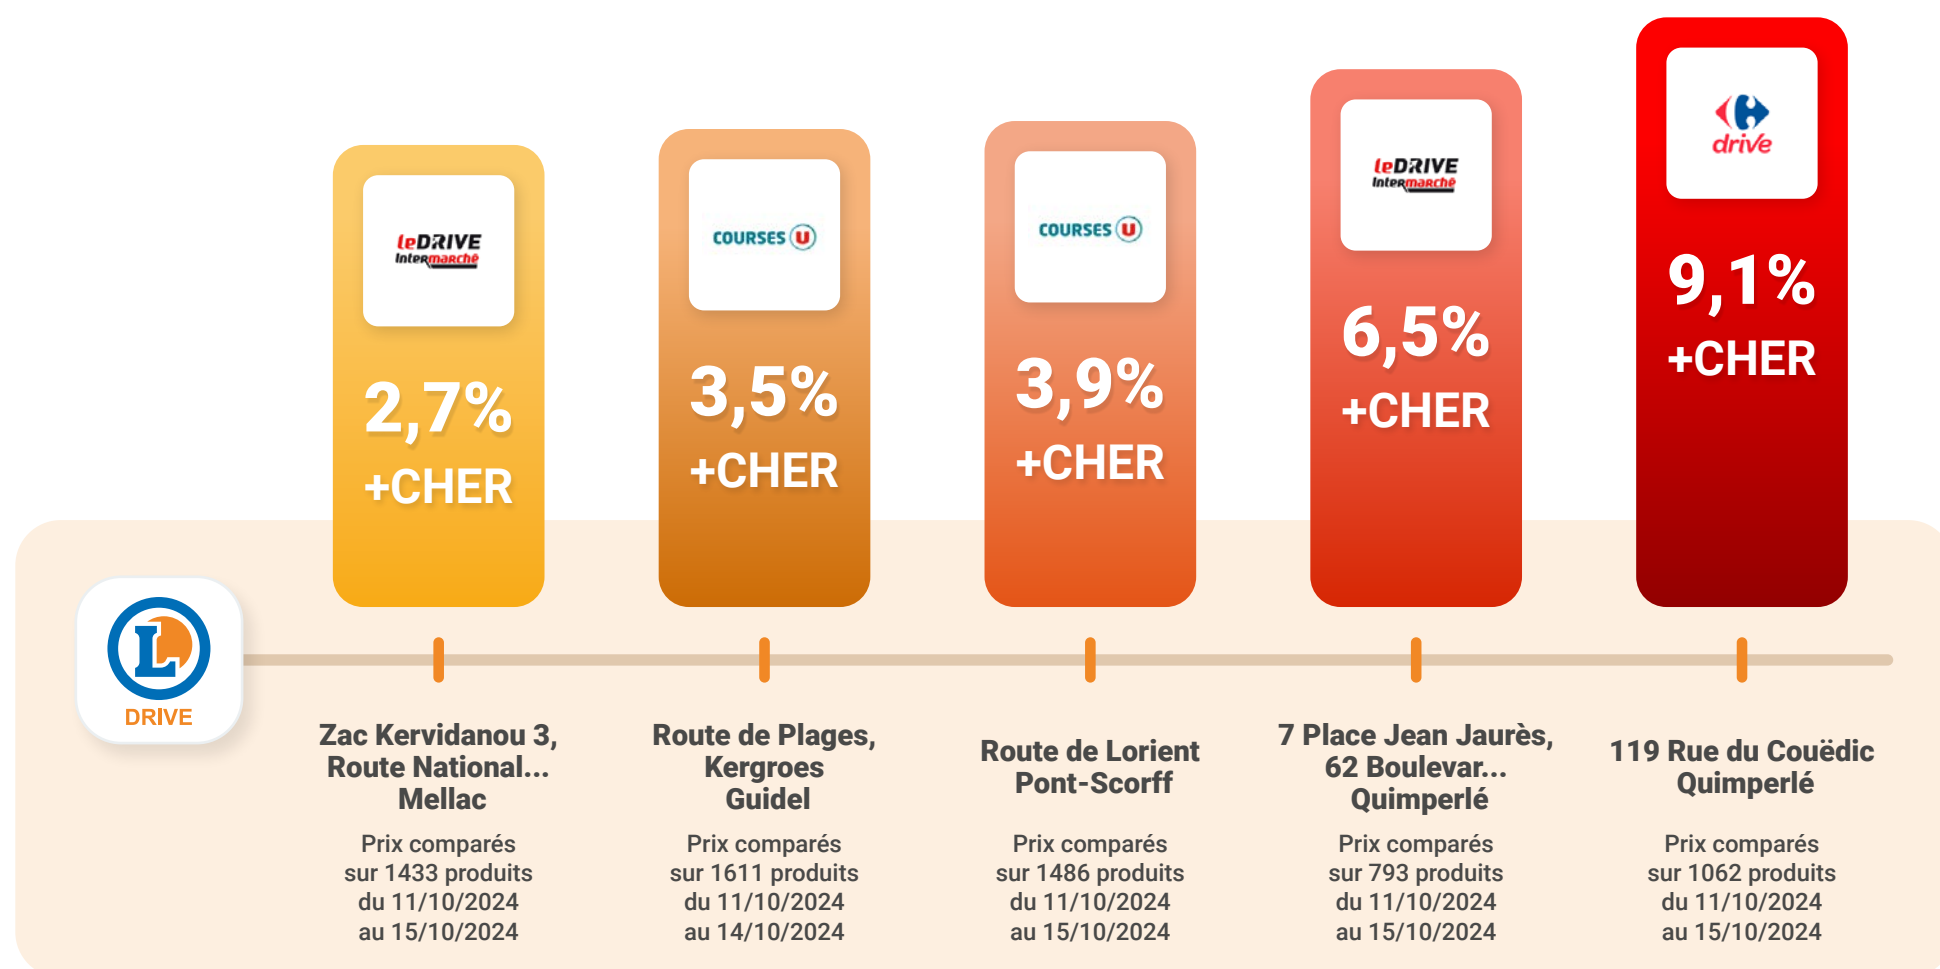 leDRIVE
Intermarché
2,7%
+CHER
COURSES U
3,5%
+CHER
COURSES U
3,9%
+CHER
leDRIVE
Intermarché
6,5%
+CHER
drive
9,1%
+CHER
L
DRIVE
Zac Kervidanou 3,
Route National...
Mellac
Prix comparés
sur 1433 produits
du 11/10/2024
au 15/10/2024
Route de Plages,
Kergroes
Guidel
Prix comparés
sur 1611 produits
du 11/10/2024
au 14/10/2024
Route de Lorient
Pont-Scorff
Prix comparés
sur 1486 produits
du 11/10/2024
au 15/10/2024
7 Place Jean Jaurès,
62 Boulevar...
Quimperlé
Prix comparés
sur 793 produits
du 11/10/2024
au 15/10/2024
119 Rue du Couëdic
Quimperlé
Prix comparés
sur 1062 produits
du 11/10/2024
au 15/10/2024